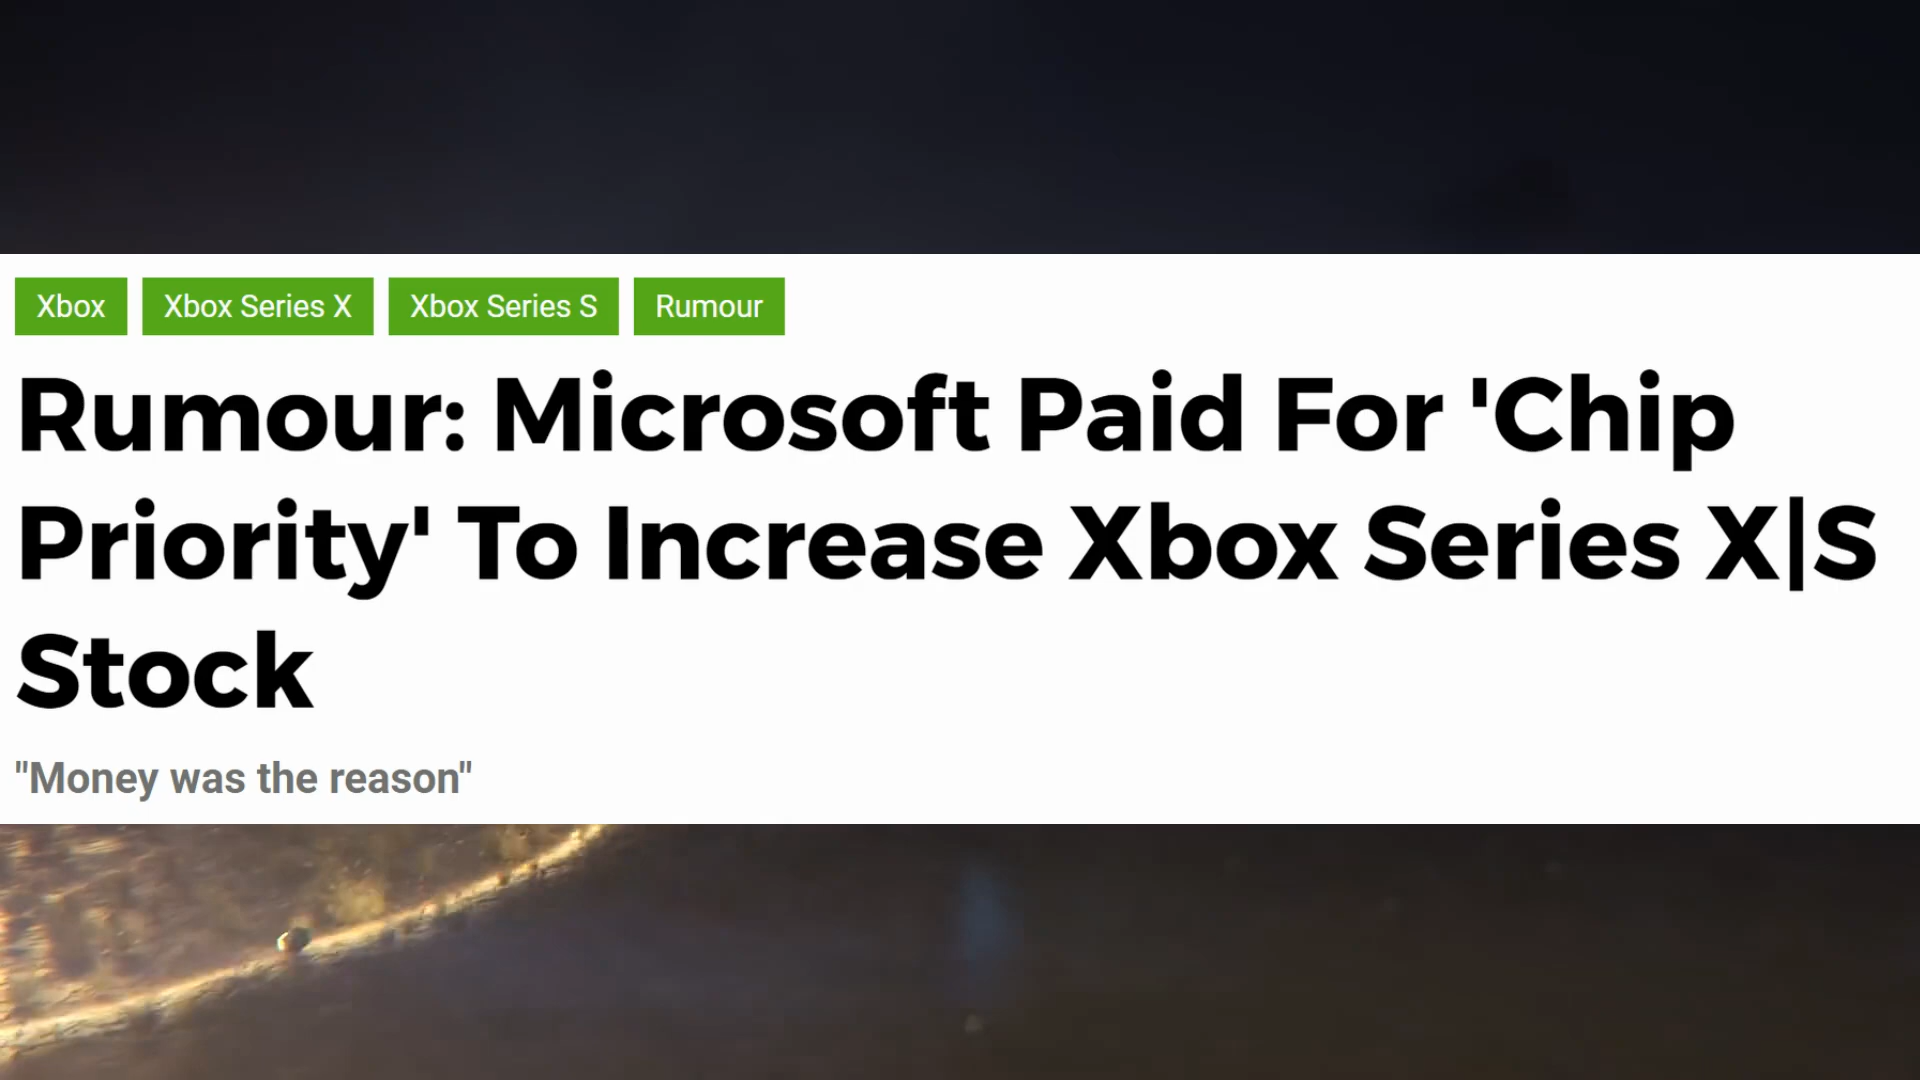 Xbox Xbox Series X Xbox Series S Rumour
Rumour: Microsoft Paid For 'Chip
Priority' To Increase Xbox Series X|S
Stock
"Money was the reason"